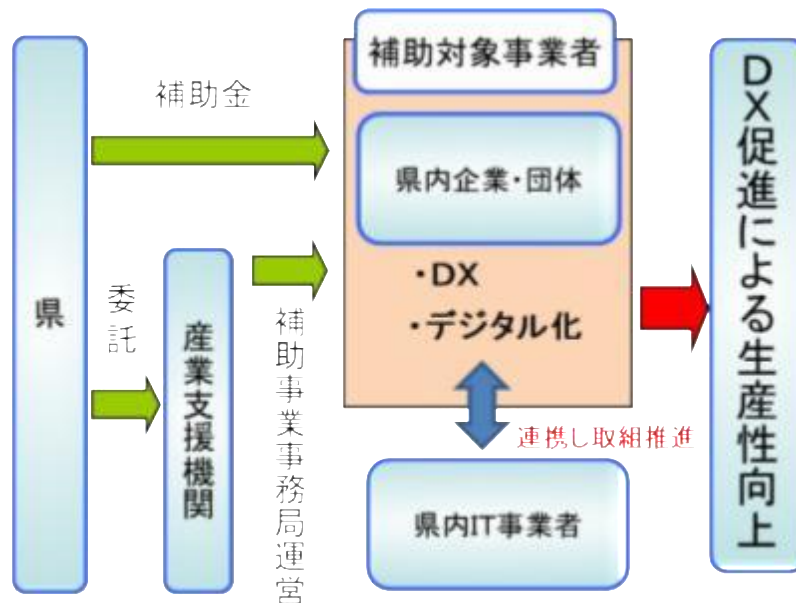 県
補助金
委託
産業支援機関
補助事業事務局運営
補助対象事業者
県内企業・団体
・DX
・デジタル化
連携し取組推進
県内IT事業者
DX促進による生産性向上